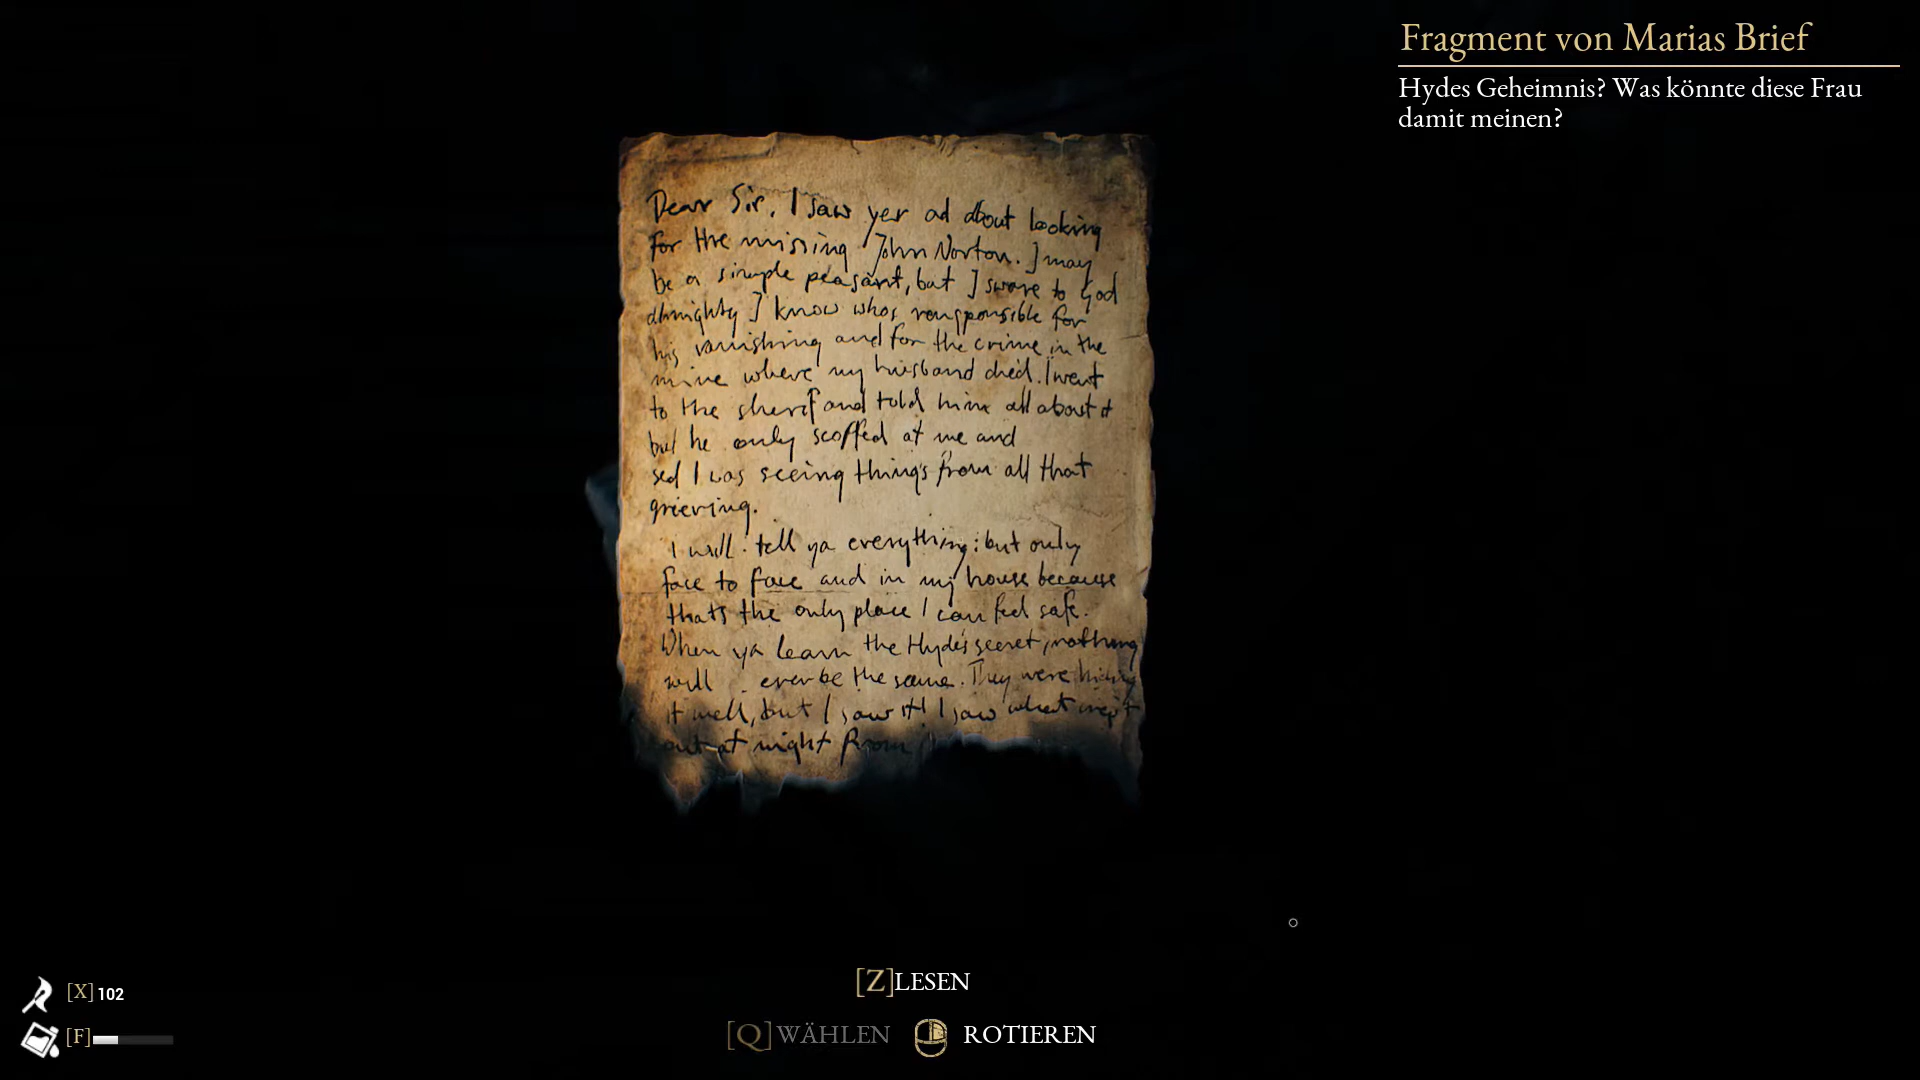 Fragment von Marias Brief
Hydes Geheimnis? Was könnte diese Frau
damit meinen?
Dear Sir, I saw yer ad about looking
for the missing John Norton. I may
be a simple peasant, but I sware to God
almighty I know whos rensponsible for
his vanishing and for the crime in the
mine where my husband died. I went
to the sherif and told him all about it
but he only scoffed at me and
sed I was seeing things from all that
grieving.
I will tell ya everything; but only
face to face and in my house because
thats the only place I can feel safe.
When ya learn the Hyde's secret, nothing
will ever be the same. They were hiding
it well, but I saw it! I saw what crept
out at night from
[Z]LESEN
[X] 102
[F]
[Q]WÄHLEN ROTIEREN